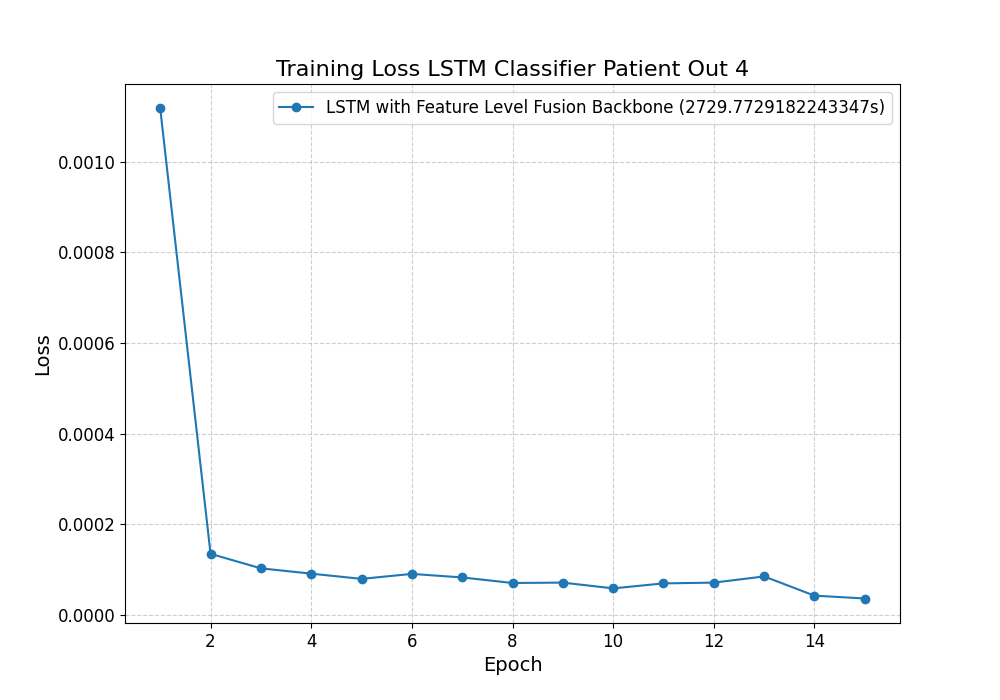 Training Loss LSTM Classifier Patient Out 4
LSTM with Feature Level Fusion Backbone (2729.7729182243347s)
Loss
0.0010
0.0008
0.0006
0.0004
0.0002
0.0000
2 4 6 8 10 12 14
Epoch